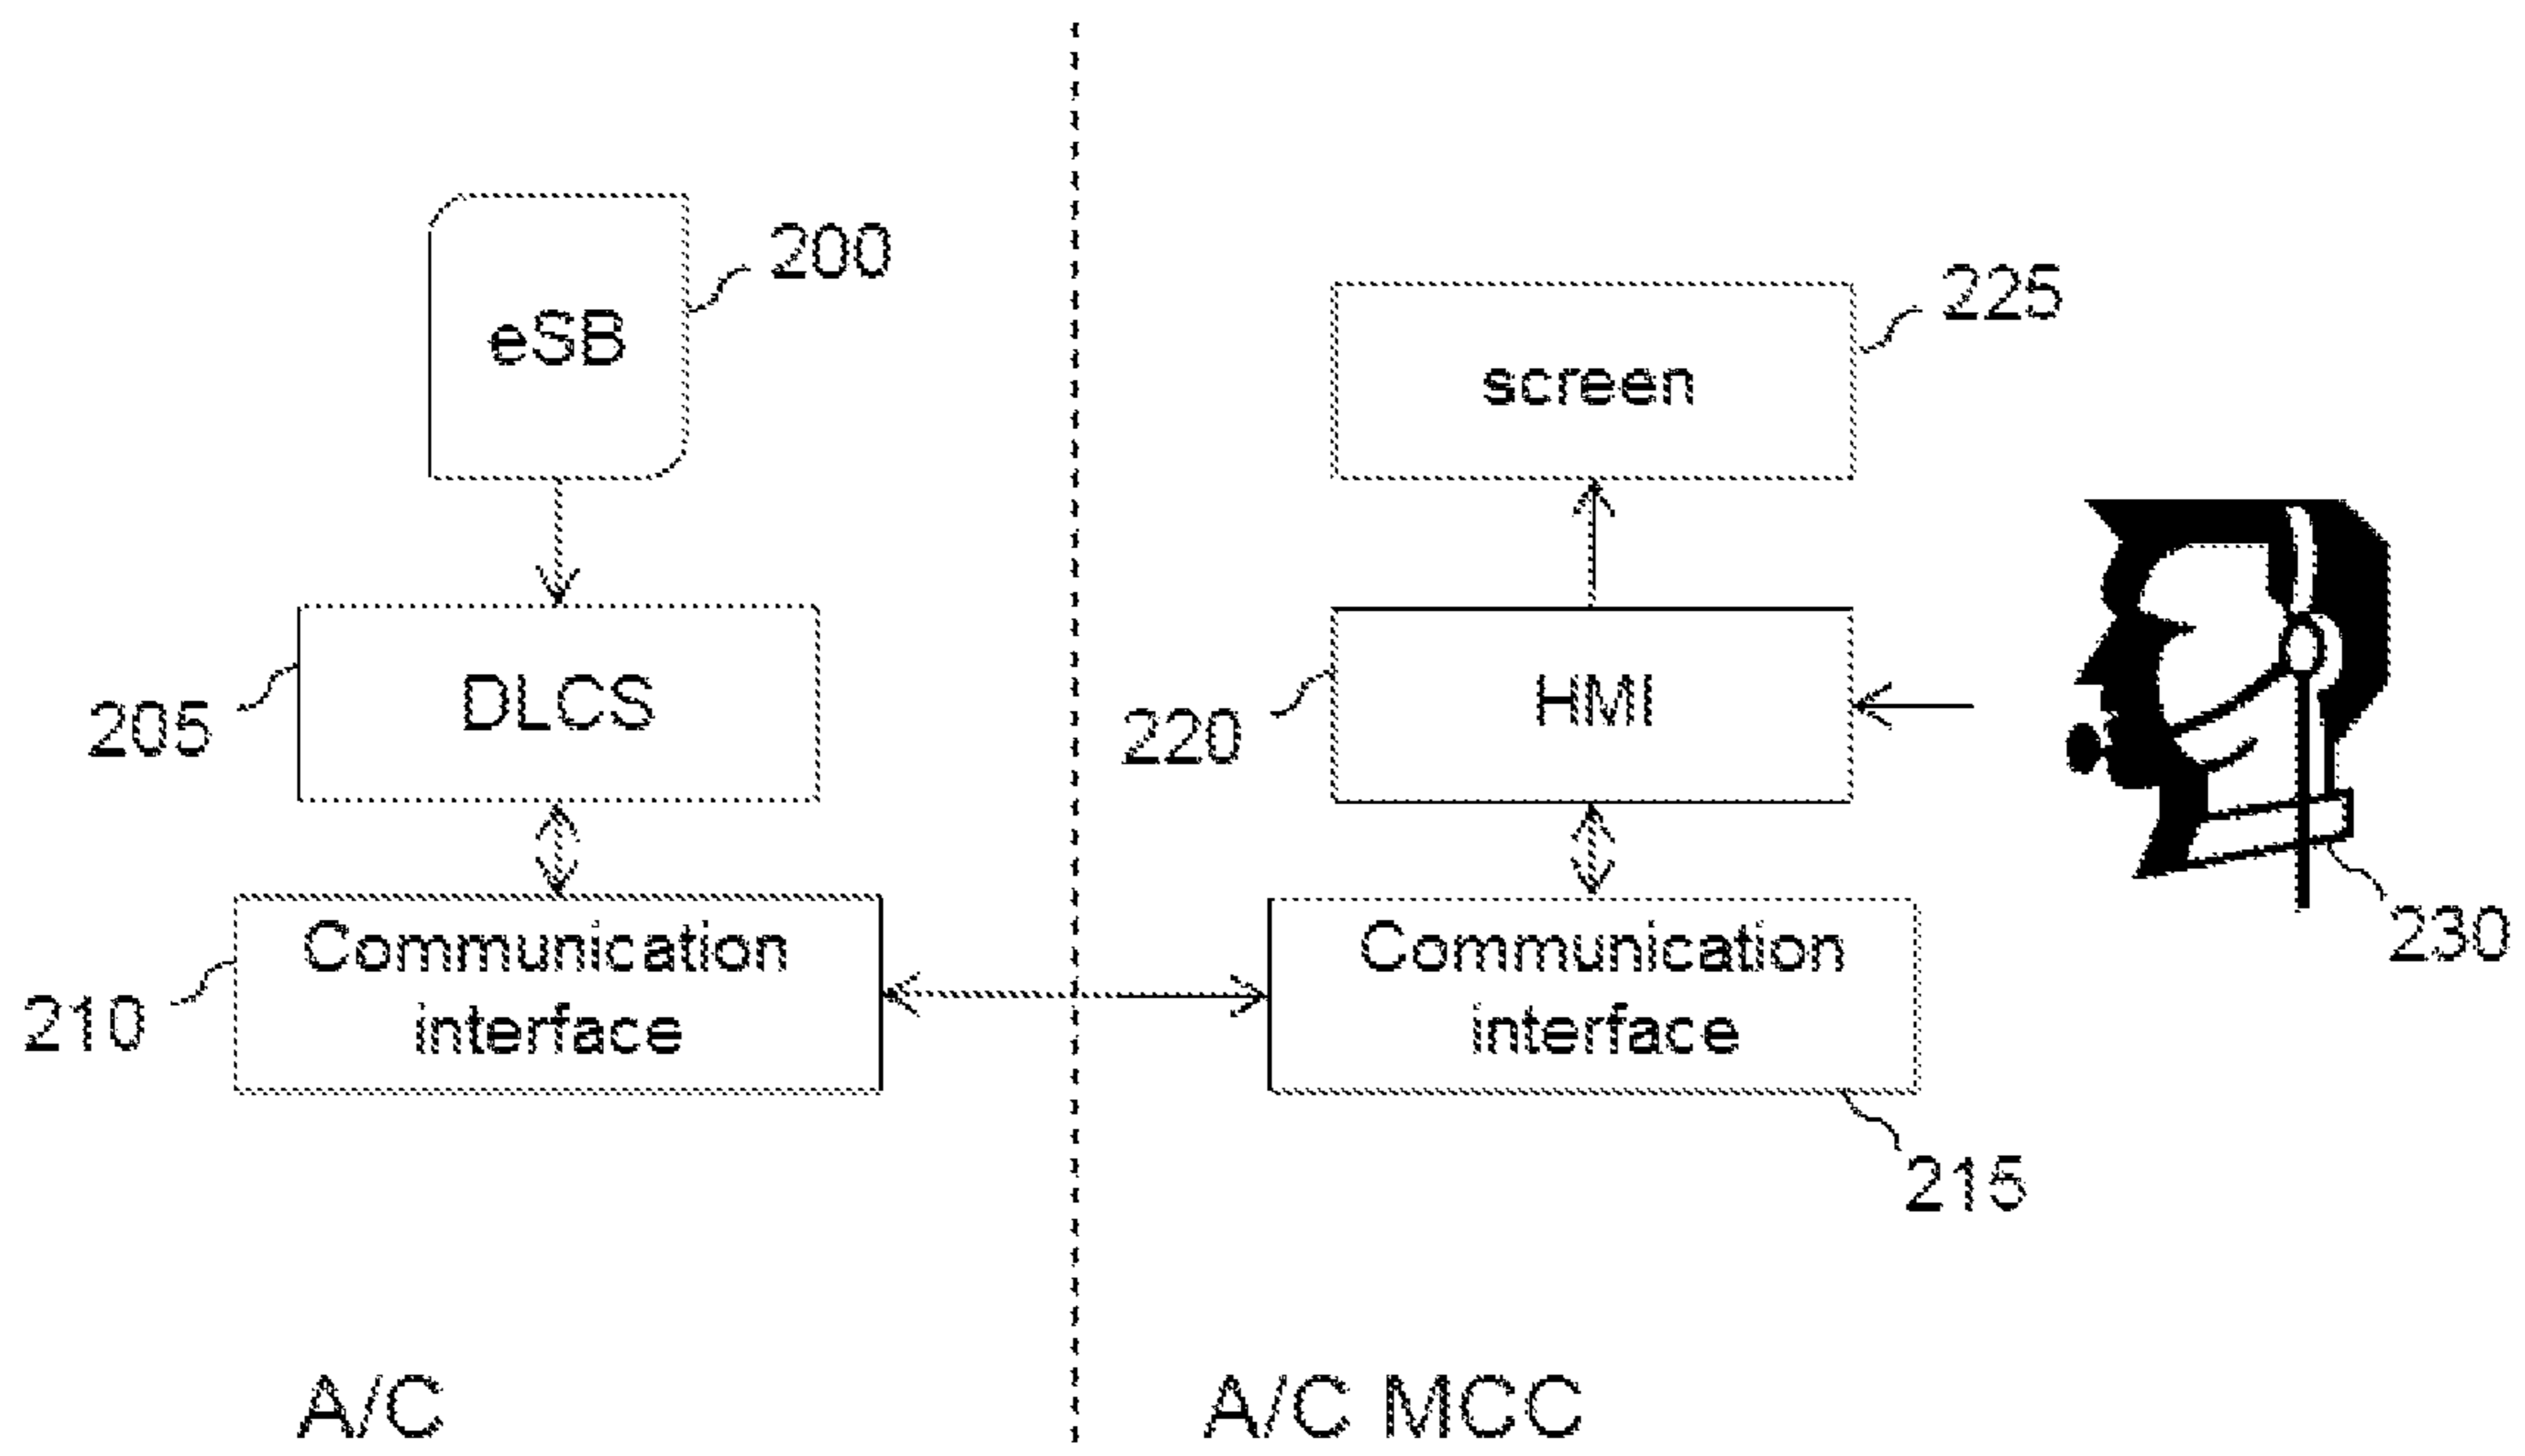 200
eSB
225
screen
DLCS
205
HMI
220
230
Communication
interface
210
Communication
interface
215
A/C
A/C MCC